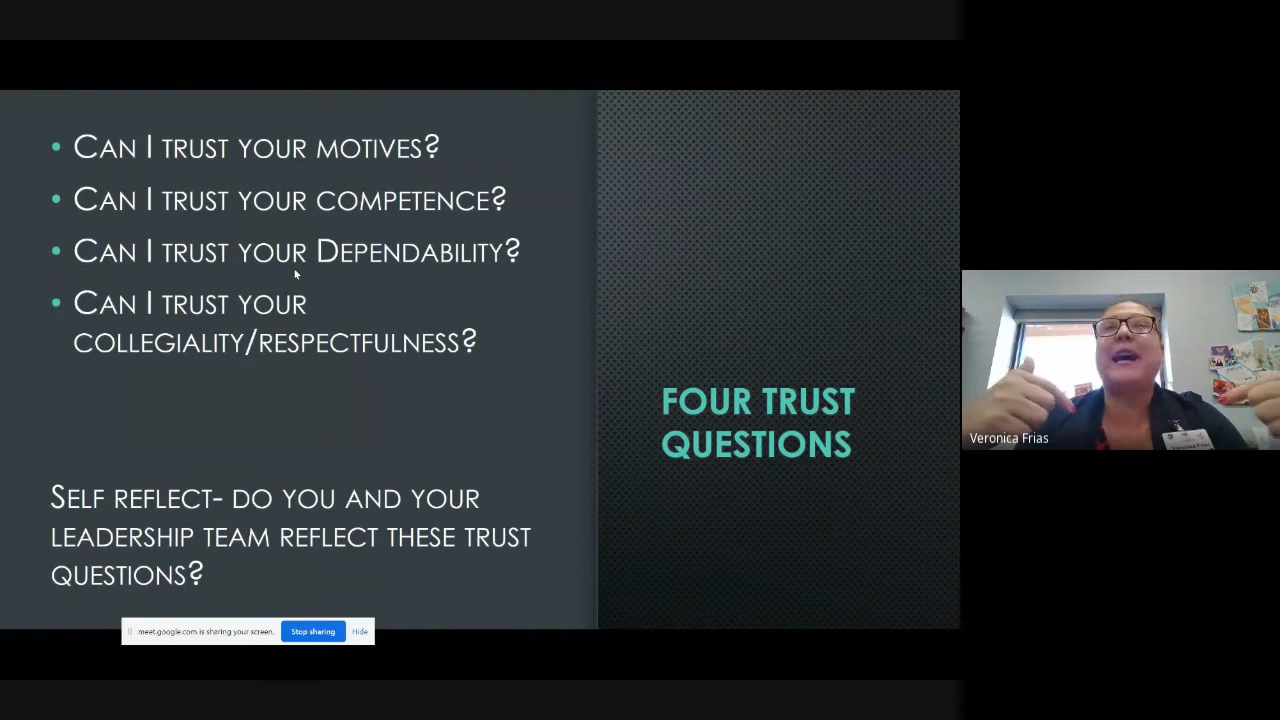 • Can I trust your motives?
• Can I trust your competence?
• Can I trust your Dependability?
• Can I trust your
collegiality/respectfulness?
Self reflect- do you and your
leadership team reflect these trust
questions?
FOUR TRUST
QUESTIONS
meet.google.com is sharing your screen.
Stop sharing
Hide
Veronica Frias